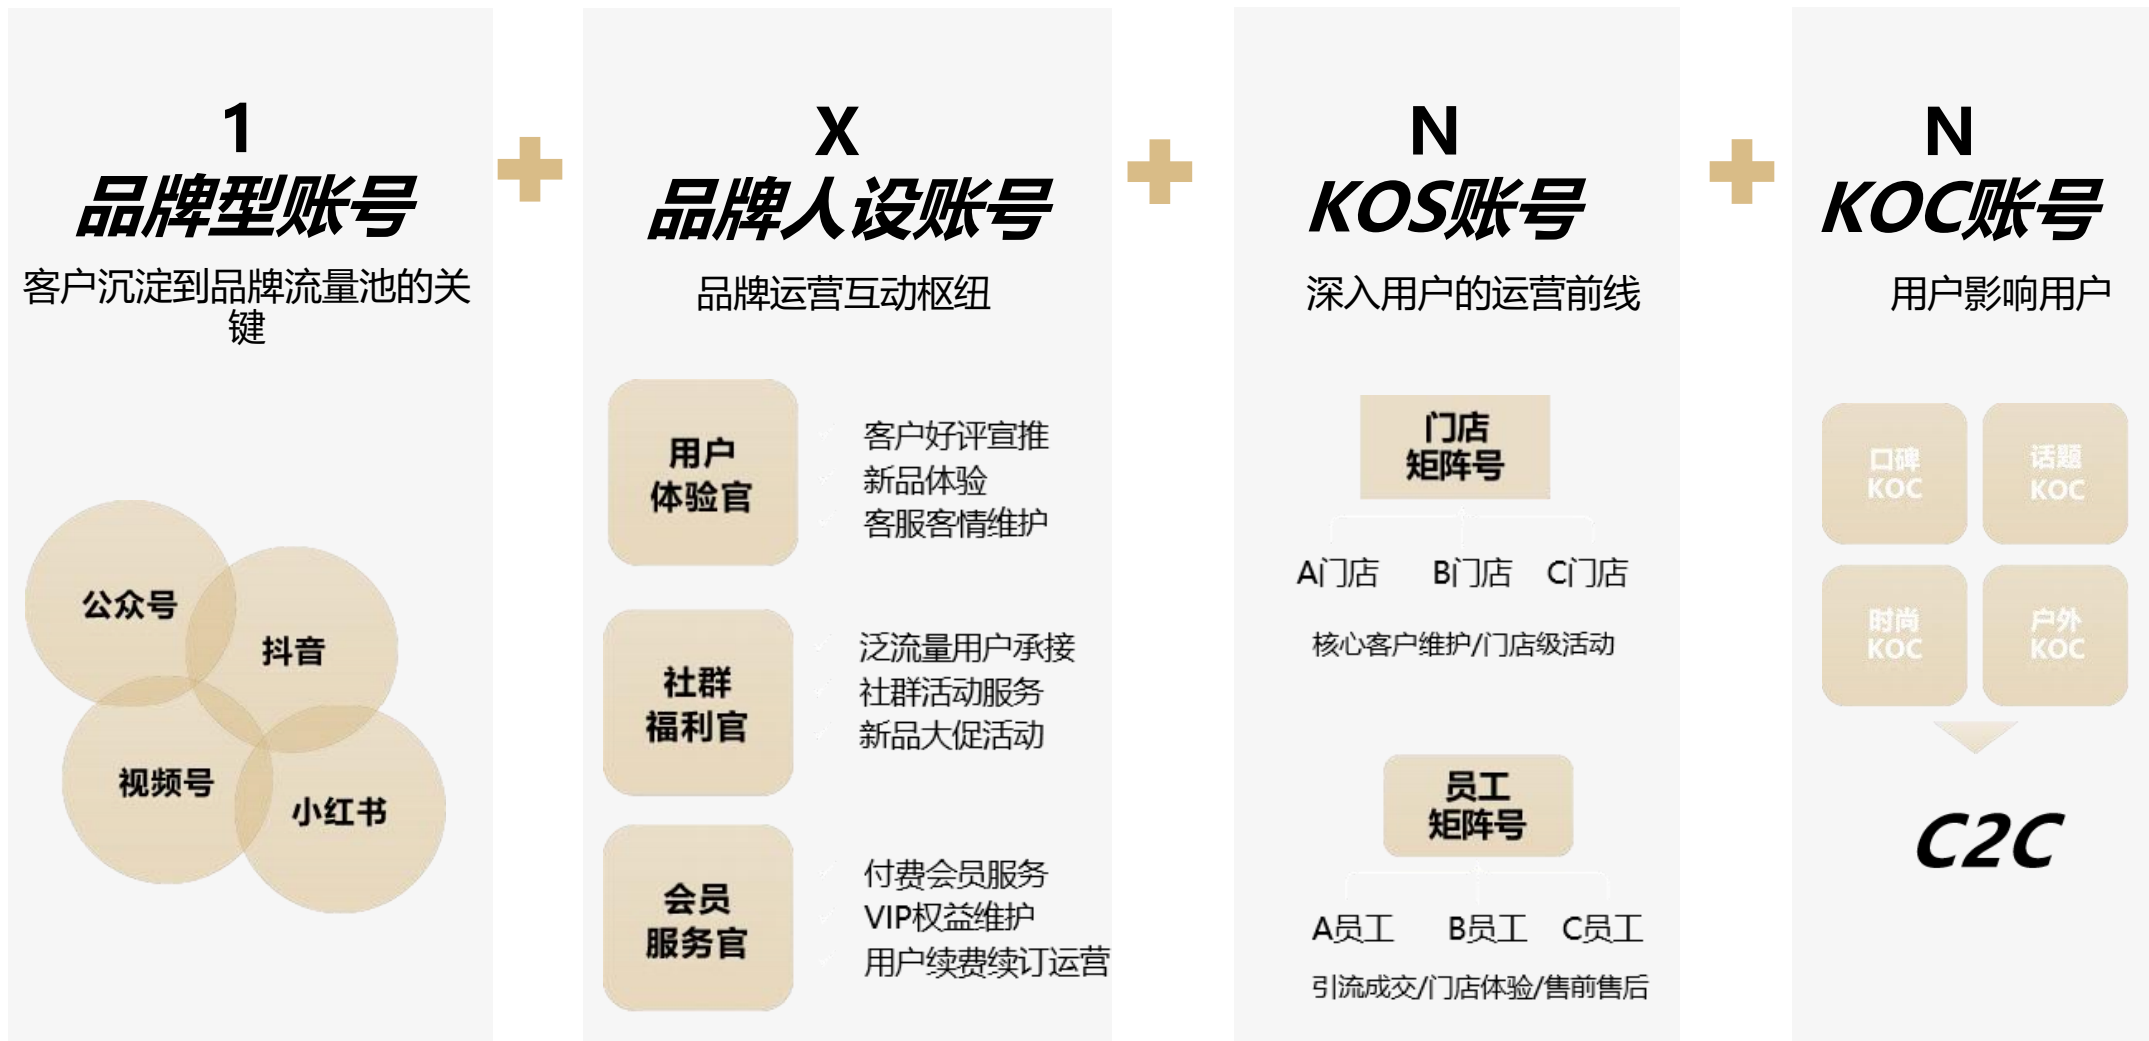 1
品牌型账号
客户沉淀到品牌流量池的关
键
公众号
抖音
视频号
小红书
X
品牌人设账号
品牌运营互动枢纽
用户
体验官
客户好评宣推
新品体验
客服客情维护
社群
福利官
泛流量用户承接
社群活动服务
新品大促活动
会员
服务官
付费会员服务
VIP权益维护
用户续费续订运营
N
KOS账号
深入用户的运营前线
门店
矩阵号
A门店 B门店 C门店
核心客户维护/门店级活动
员工
矩阵号
A员工 B员工 C员工
引流成交/门店体验/售前售后
N
KOC账号
用户影响用户
口碑
KOC
话题
KOC
时尚
KOC
户外
KOC
C2C